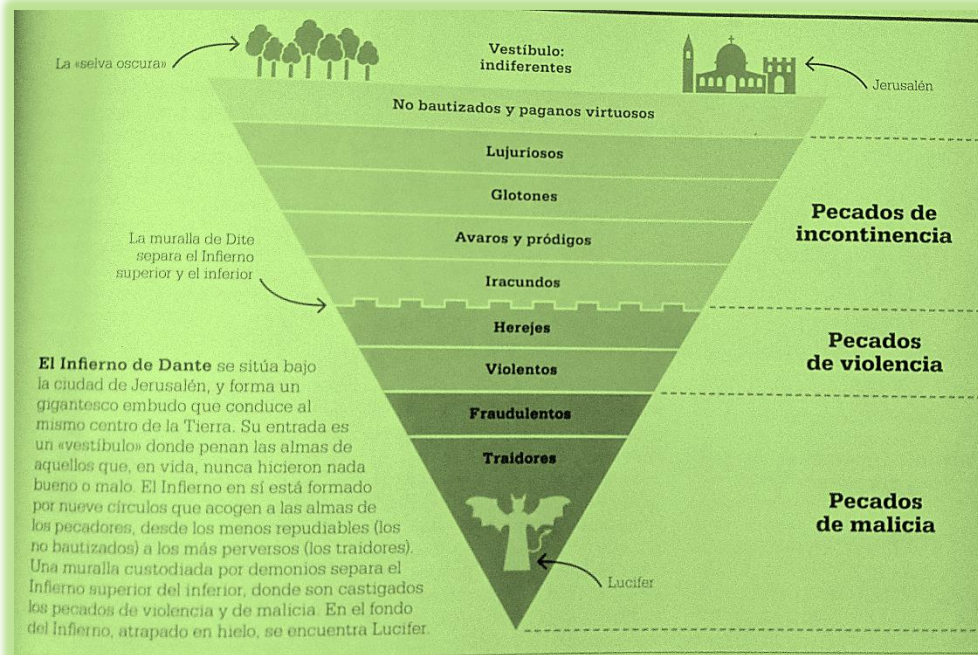 La «selva oscura»
Vestíbulo:
indiferentes
Jerusalén
No bautizados y paganos virtuosos
Lujuriosos
Glotones
Avaros y pródigos
Iracundos
Pecados de
incontinencia
La muralla de Dite
separa el Infierno
superior y el inferior
Herejes
Violentos
Pecados
de violencia
Fraudulentos
Traidores
Pecados
de malicia
Lucifer
El Infierno de Dante se sitúa bajo
la ciudad de Jerusalén, y forma un
gigantesco embudo que conduce al
mismo centro de la Tierra. Su entrada es
un «vestíbulo» donde penan las almas de
aquellos que, en vida, nunca hicieron nada
bueno o malo. El Infierno en sí está formado
por nueve círculos que acogen a las almas de
los pecadores, desde los menos repudiables (los
no bautizados) a los más perversos (los traidores).
Una muralla custodiada por demonios separa el
Infierno superior del inferior, donde son castigados
los pecados de violencia y de malicia. En el fondo
del Infierno, atrapado en hielo, se encuentra Lucifer.